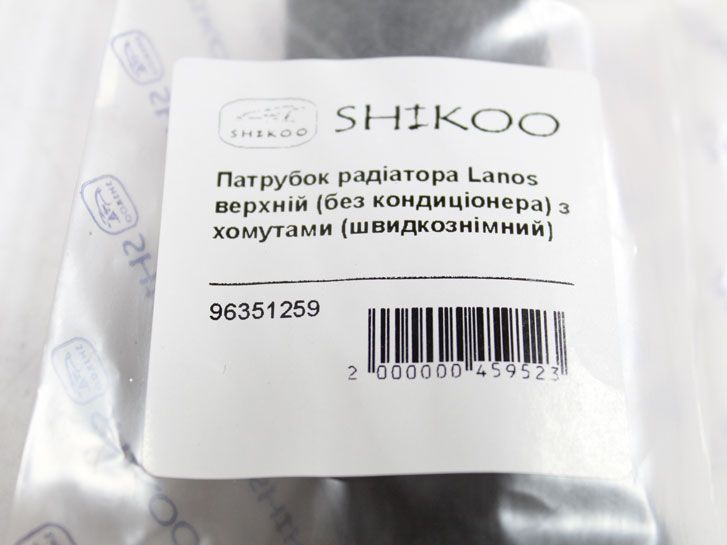 SHIKOO
SHIKOO
Патрубок радіатора Lanos
верхній (без кондиціонера) з
хомутами (швидкознімний)
96351259
2 000000 459523